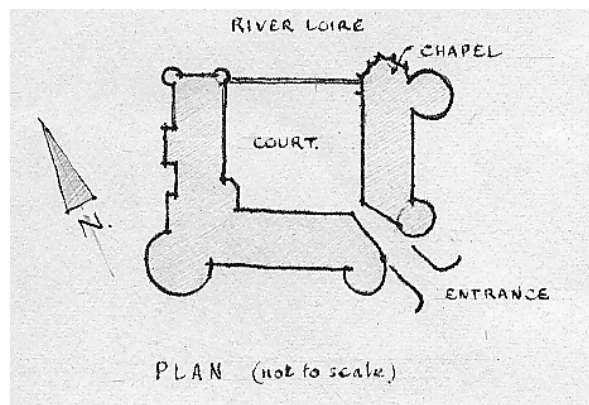 RIVER LOIRE
CHAPEL
COURT.
N.
ENTRANCE
PLAN (not to scale)